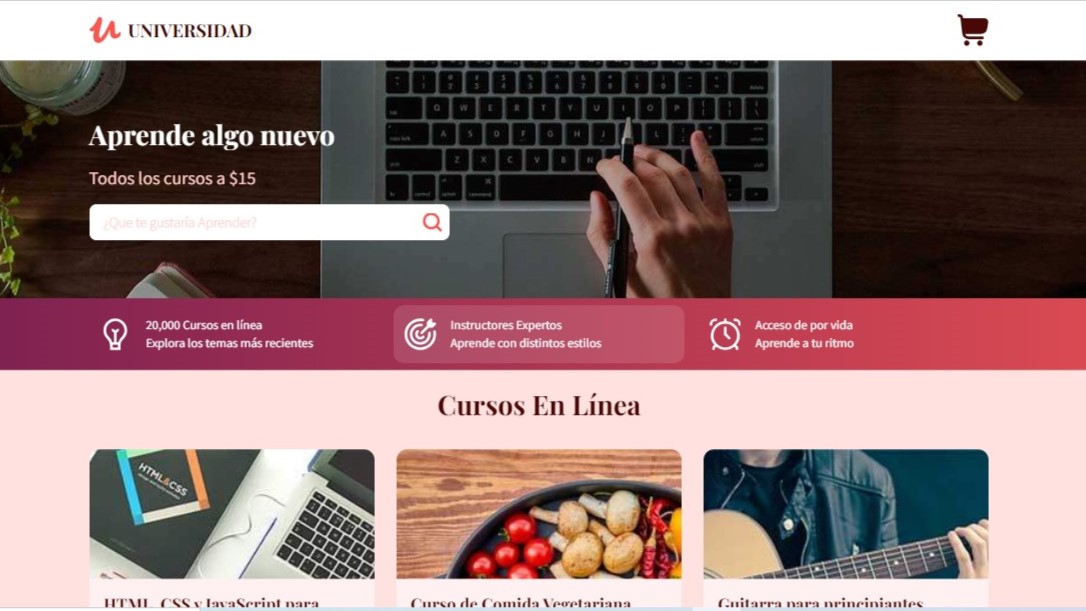 UNIVERSIDAD
Aprende algo nuevo
Todos los cursos a $15
¿Que te gustaría Aprender?
20,000 Cursos en línea
Explora los temas más recientes
Instructores Expertos
Aprende con distintos estilos
Acceso de por vida
Aprende a tu ritmo
Cursos En Línea
HTML&CSS
HTML, CSS y JavaScript para
Curso de Comida Vegetariana
Guitarra para principiantes